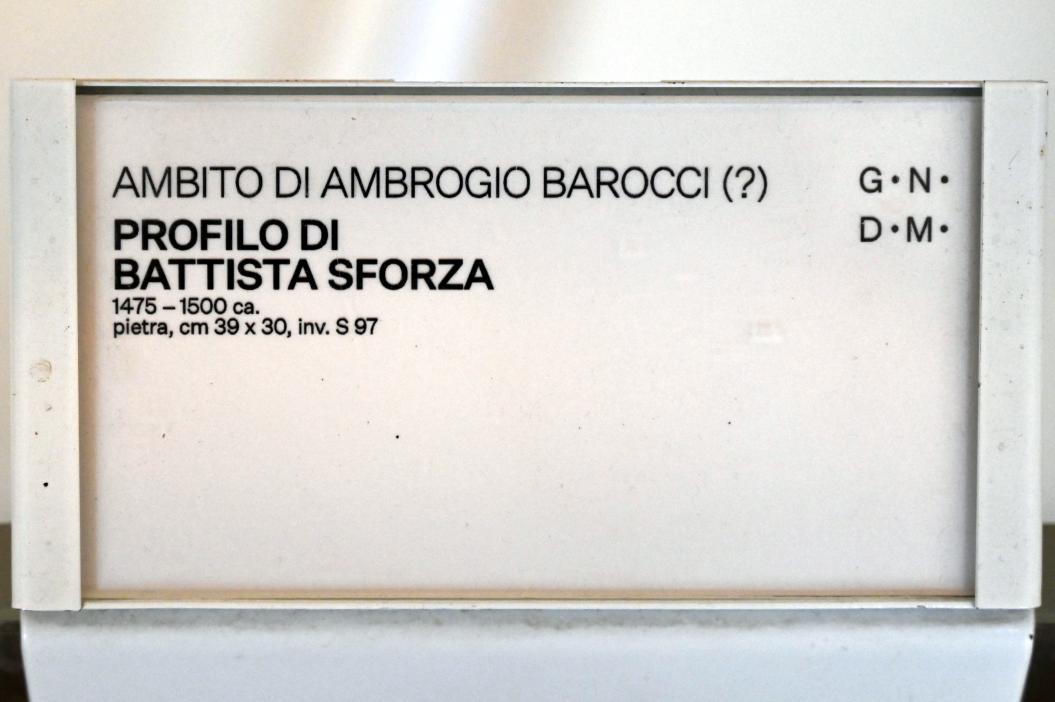 AMBITO DI AMBROGIO BAROCCI (?)
PROFILO DI
BATTISTA SFORZA
1475 – 1500 ca.
pietra, cm 39 x 30, inv. S 97
G•N•
D•M•